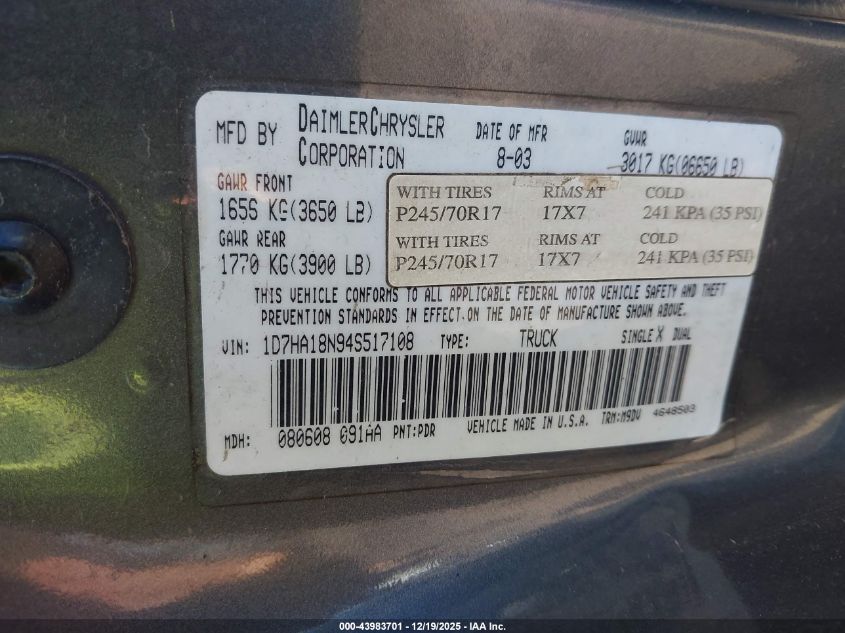 MFD BY DAIMLERCHRYSLER CORPORATION DATE OF MFR 8-03 GVWR 3017 KG(06650 LB)
GAWR FRONT
1656 KG(3650 LB)
WITH TIRES RIMS AT COLD
P245/70R17 17X7 241 KPA (35 PSI)
GAWR REAR
1770 KG(3900 LB)
WITH TIRES RIMS AT COLD
P245/70R17 17X7 241 KPA (35 PSI)
THIS VEHICLE CONFORMS TO ALL APPLICABLE FEDERAL MOTOR VEHICLE SAFETY AND THEFT
PREVENTION STANDARDS IN EFFECT ON THE DATE OF MANUFACTURE SHOWN ABOVE.
VIN: 1D7HA18N94S517108 TYPE: TRUCK SINGLE X DUAL
MDH: 080608 091AA PNT:PDR VEHICLE MADE IN U.S.A. TRM:M9DV 4648503
000-43983701 - 12/19/2025 - IAA Inc.